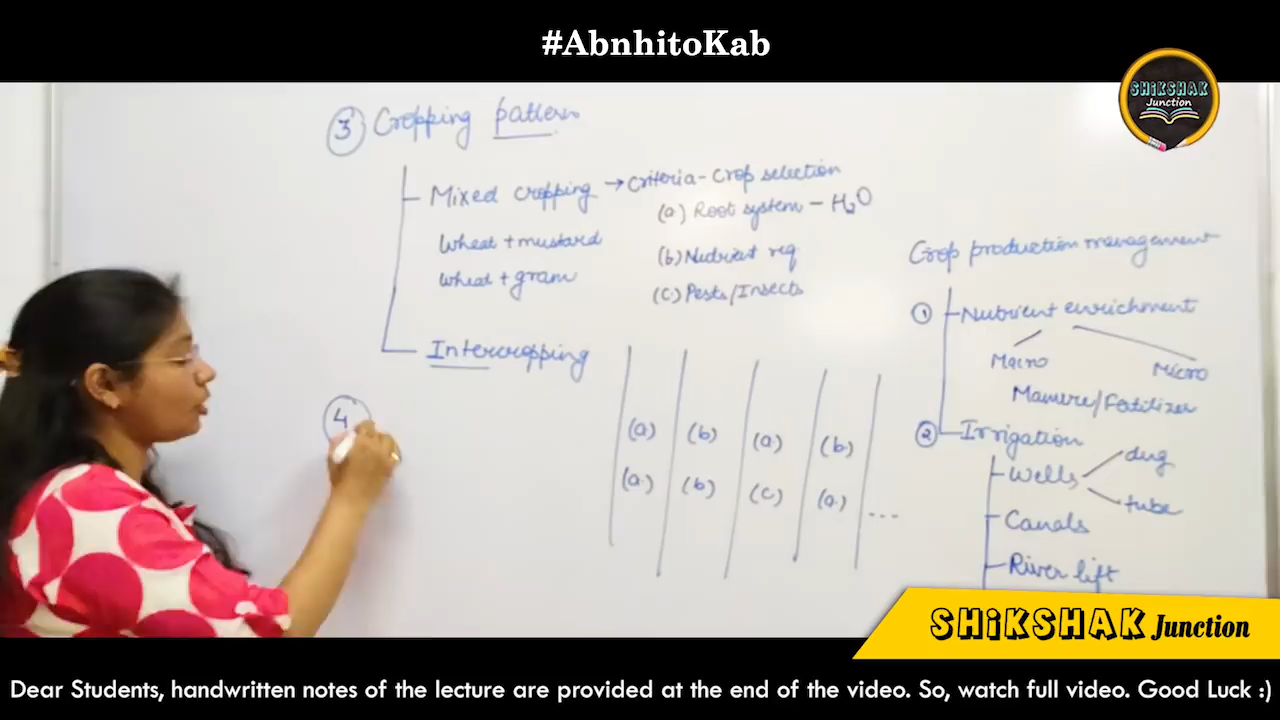 #AbnhitoKab
SHiKSHAK
Junction
3 Cropping pattern
Mixed cropping → Criteria - Crop selection
(a) Root system - H₂O
Wheat + mustard
(b) Nutrient req
Wheat + gram
(c) Pests/Insects
Intercropping
(a) (b) (a) (b)
(a) (b) (c) (a) ...
4
Crop production management
1 Nutrient enrichment
Macro Micro
Manure/Fertilizer
2 Irrigation
Wells dug
tube
Canals
River lift
SHiKSHAK Junction
Dear Students, handwritten notes of the lecture are provided at the end of the video. So, watch full video. Good Luck :)